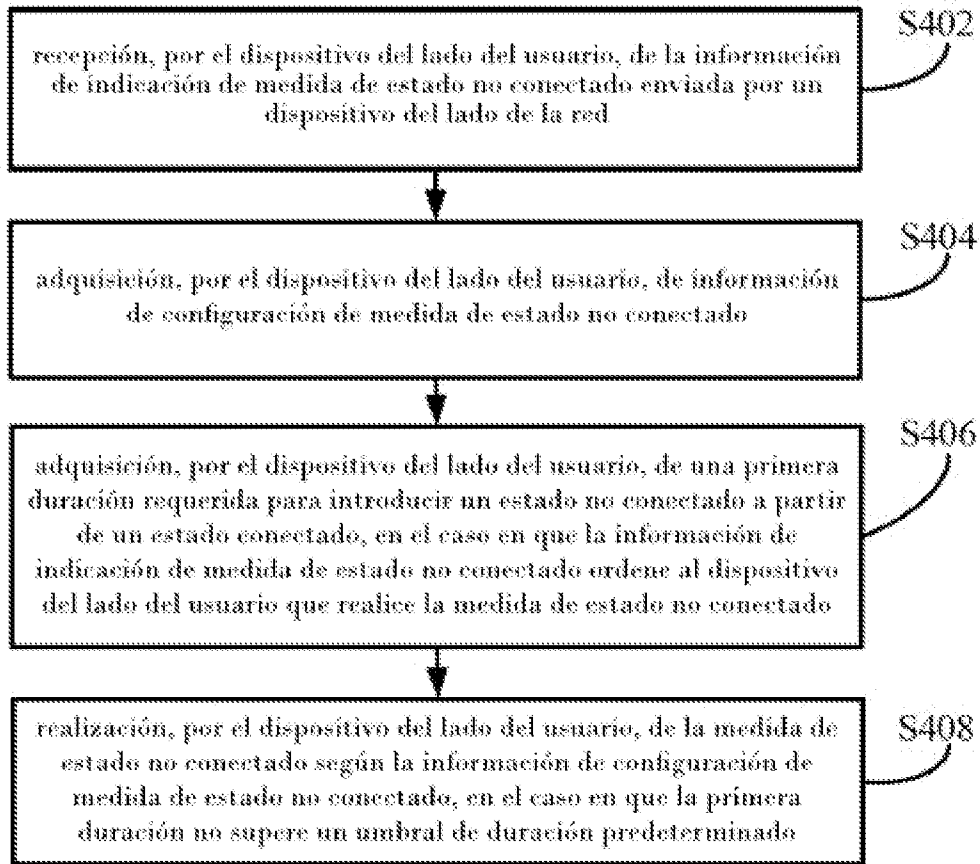 S402
recepción, por el dispositivo del lado del usuario, de la información
de indicación de medida de estado no conectado enviada por un
dispositivo del lado de la red
S404
adquisición, por el dispositivo del lado del usuario, de información
de configuración de medida de estado no conectado
S406
adquisición, por el dispositivo del lado del usuario, de una primera
duración requerida para introducir un estado no conectado a partir
de un estado conectado, en el caso en que la información de
indicación de medida de estado no conectado ordene al dispositivo
del lado del usuario que realice la medida de estado no conectado
S408
realización, por el dispositivo del lado del usuario, de la medida de
estado no conectado según la información de configuración de
medida de estado no conectado, en el caso en que la primera
duración no supere un umbral de duración predeterminado